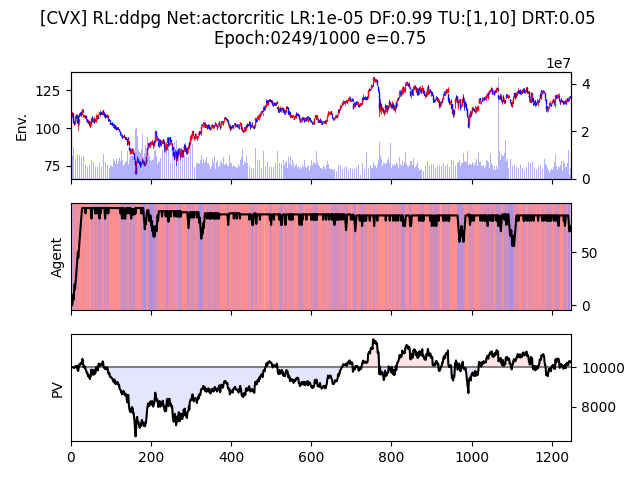 [CVX] RL:ddpg Net:actorcritic LR:1e-05 DF:0.99 TU:[1,10] DRT:0.05
Epoch:0249/1000 e=0.75
1e7
125
100
75
Env.
4
2
0
Agent
50
0
PV
10000
8000
0 200 400 600 800 1000 1200